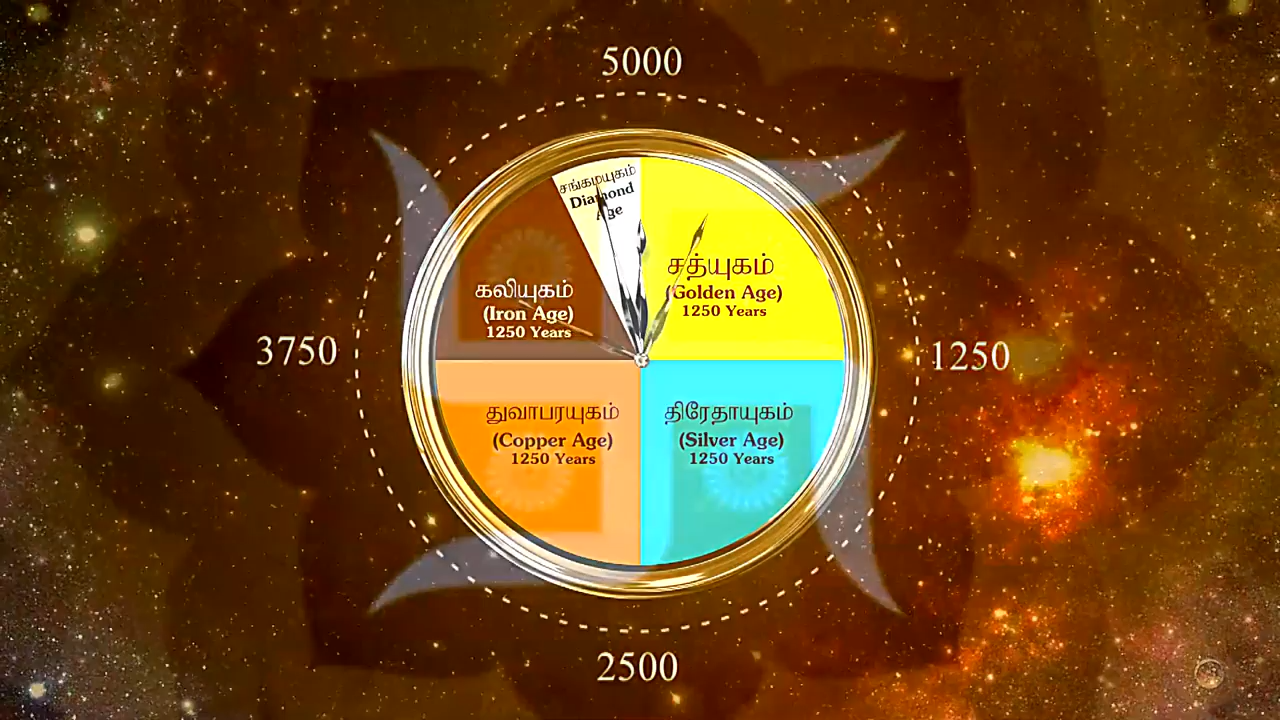 5000
சங்கமயுகம்
Diamond
Age
சத்யுகம்
(Golden Age)
1250 Years
கலியுகம்
(Iron Age)
1250 Years
3750
1250
துவாபரயுகம்
(Copper Age)
1250 Years
திரேதாயுகம்
(Silver Age)
1250 Years
2500